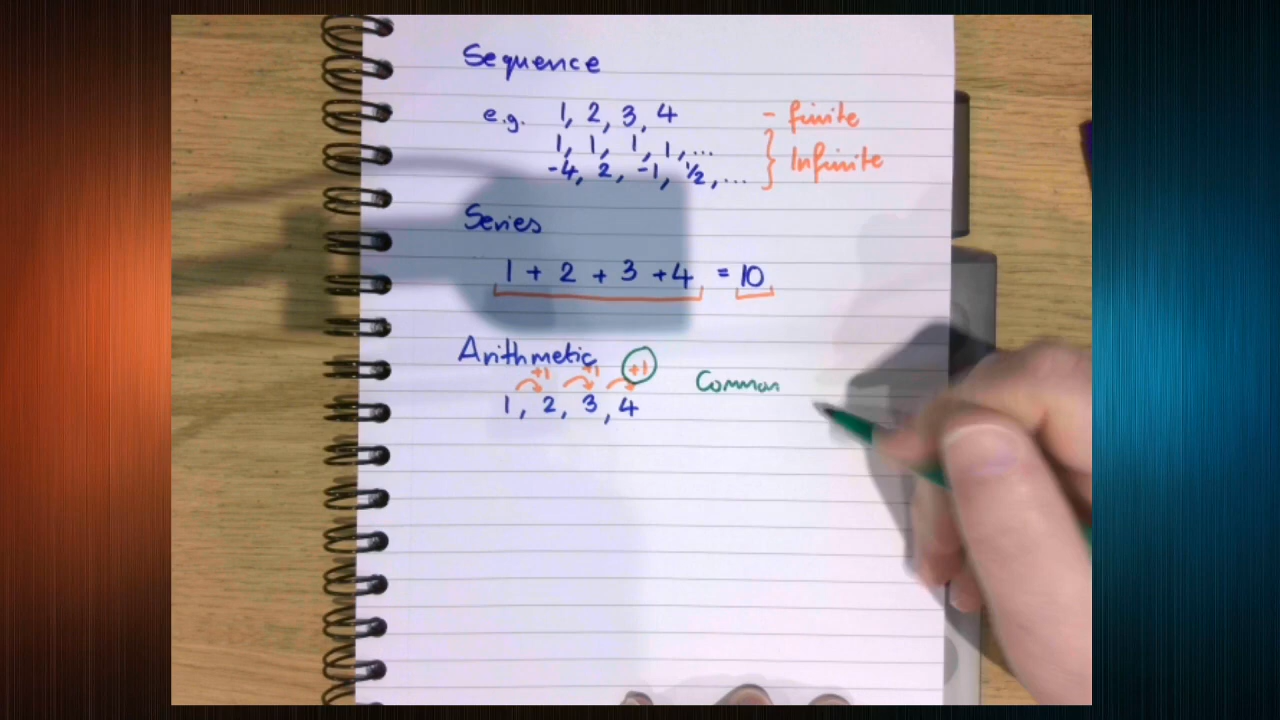 Sequence
e.g. 1, 2, 3, 4 - finite
1, 1, 1, 1, ...
-4, 2, -1, 1/2, ... } Infinite
Series
1 + 2 + 3 + 4 = 10
Arithmetic
+1 +1 +1
Common
1, 2, 3, 4